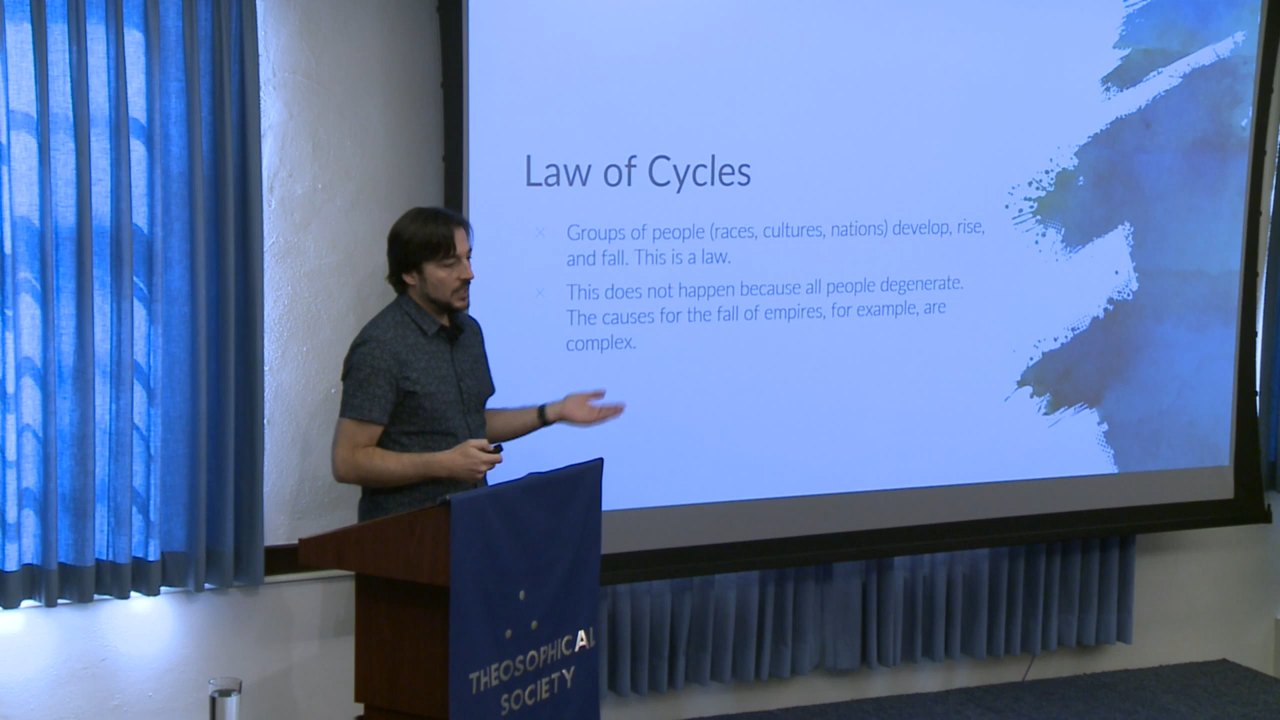 Law of Cycles
Groups of people (races, cultures, nations) develop, rise,
and fall. This is a law.
This does not happen because all people degenerate.
The causes for the fall of empires, for example, are
complex.
THEOSOPHICAL
SOCIETY